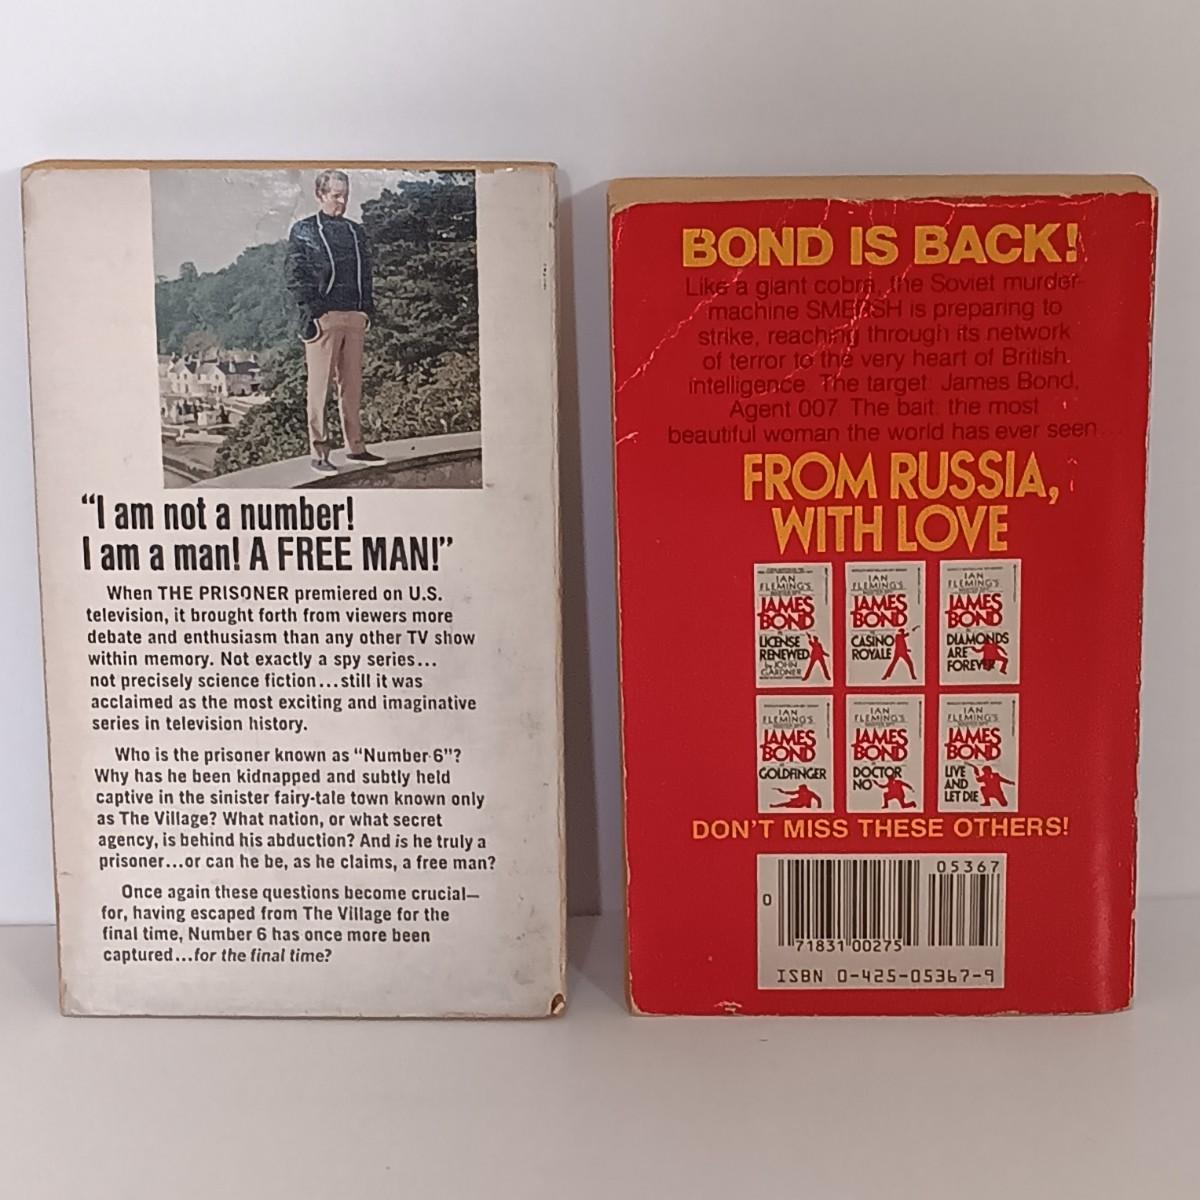 “I am not a number!
I am a man! A FREE MAN!”
When THE PRISONER premiered on U.S.
television, it brought forth from viewers more
debate and enthusiasm than any other TV show
within memory. Not exactly a spy series...
not precisely science fiction...still it was
acclaimed as the most exciting and imaginative
series in television history.
Who is the prisoner known as “Number 6”?
Why has he been kidnapped and subtly held
captive in the sinister fairy-tale town known only
as The Village? What nation, or what secret
agency, is behind his abduction? And is he truly a
prisoner...or can he be, as he claims, a free man?
Once again these questions become crucial—
for, having escaped from The Village for the
final time, Number 6 has once more been
captured...for the final time?
BOND IS BACK!
Like a giant cobra, the Soviet murder-
machine SMERSH is preparing to
strike, reaching through its network
of terror to the very heart of British
intelligence. The target: James Bond,
Agent 007. The bait: the most
beautiful woman the world has ever seen...
FROM RUSSIA,
WITH LOVE
IAN
FLEMING'S
JAMES
BOND
LICENSE
RENEWED
by JOHN
GARDNER
IAN
FLEMING'S
JAMES
BOND
CASINO
ROYALE
IAN
FLEMING'S
JAMES
BOND
DIAMONDS
ARE
FOREVER
IAN
FLEMING'S
JAMES
BOND
GOLDFINGER
IAN
FLEMING'S
JAMES
BOND
DOCTOR
NO
IAN
FLEMING'S
JAMES
BOND
LIVE
AND
LET DIE
DON'T MISS THESE OTHERS!
05367
0
71831 00275
ISBN 0-425-05367-9